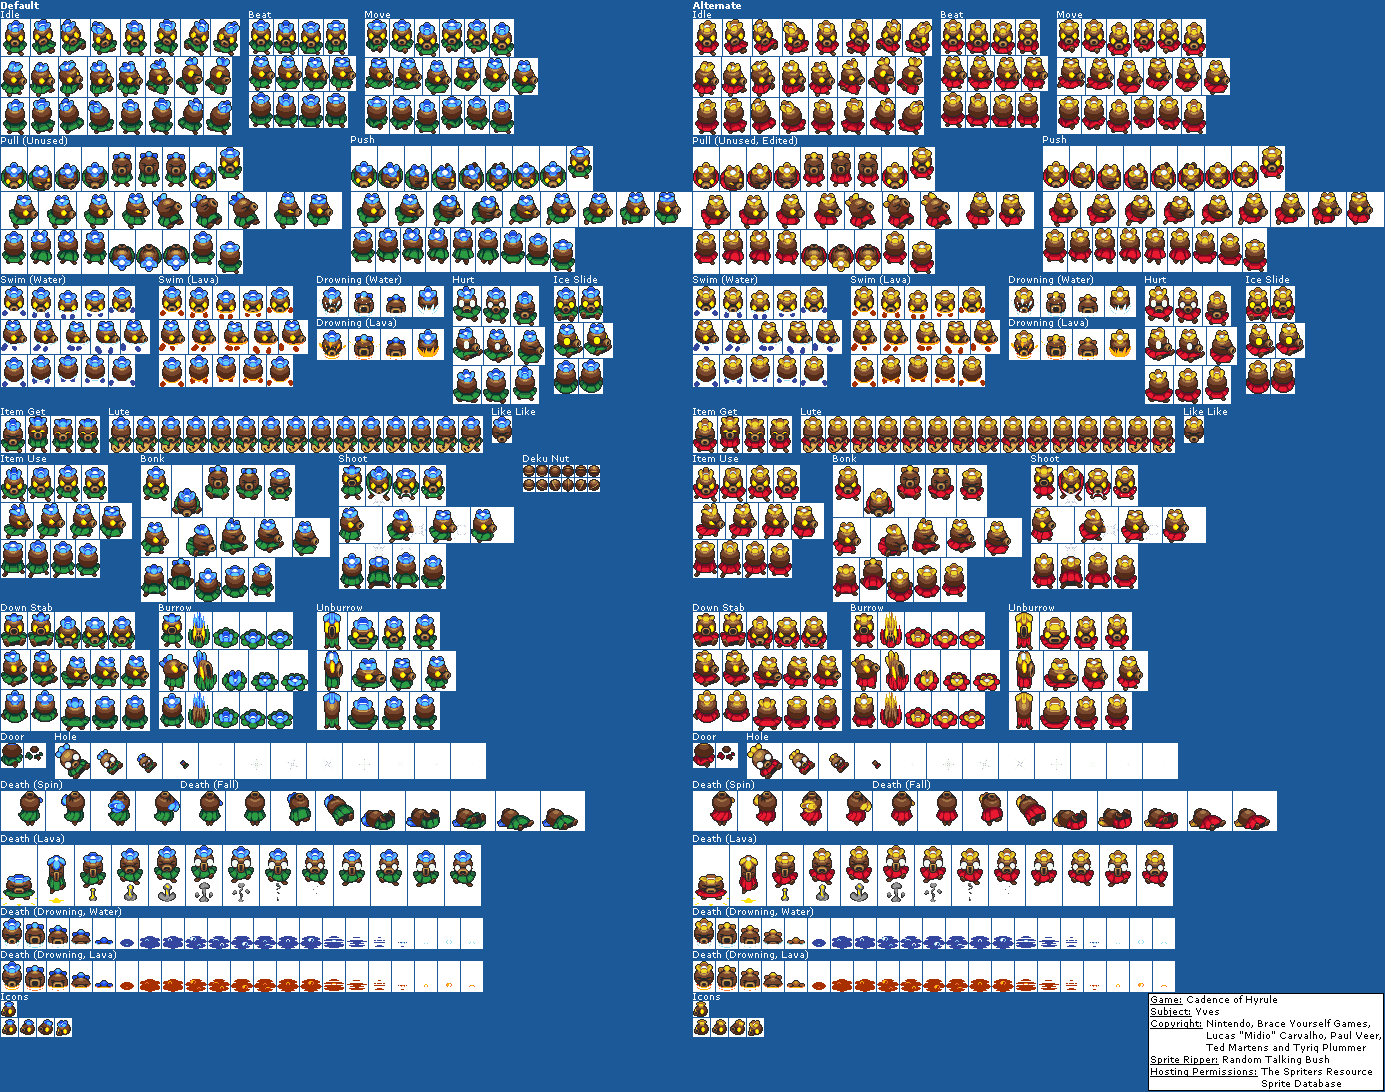 Default
Idle
Beat
Move
Pull (Unused)
Push
Swim (Water)
Swim (Lava)
Drowning (Water)
Hurt
Ice Slide
Drowning (Lava)
Item Get
Lute
Like Like
Item Use
Bonk
Shoot
Deku Nut
Down Stab
Burrow
Unburrow
Door
Hole
Death (Spin)
Death (Fall)
Death (Lava)
Death (Drowning, Water)
Death (Drowning, Lava)
Icons
Alternate
Idle
Beat
Move
Pull (Unused, Edited)
Push
Swim (Water)
Swim (Lava)
Drowning (Water)
Hurt
Ice Slide
Drowning (Lava)
Item Get
Lute
Like Like
Item Use
Bonk
Shoot
Down Stab
Burrow
Unburrow
Door
Hole
Death (Spin)
Death (Fall)
Death (Lava)
Death (Drowning, Water)
Death (Drowning, Lava)
Icons
Game: Cadence of Hyrule
Subject: Yves
Copyright: Nintendo, Brace Yourself Games,
Lucas "Midio" Carvalho, Paul Veer,
Ted Martens and Tyriq Plummer
Sprite Ripper: Random Talking Bush
Hosting Permissions: The Spriters Resource
Sprite Database